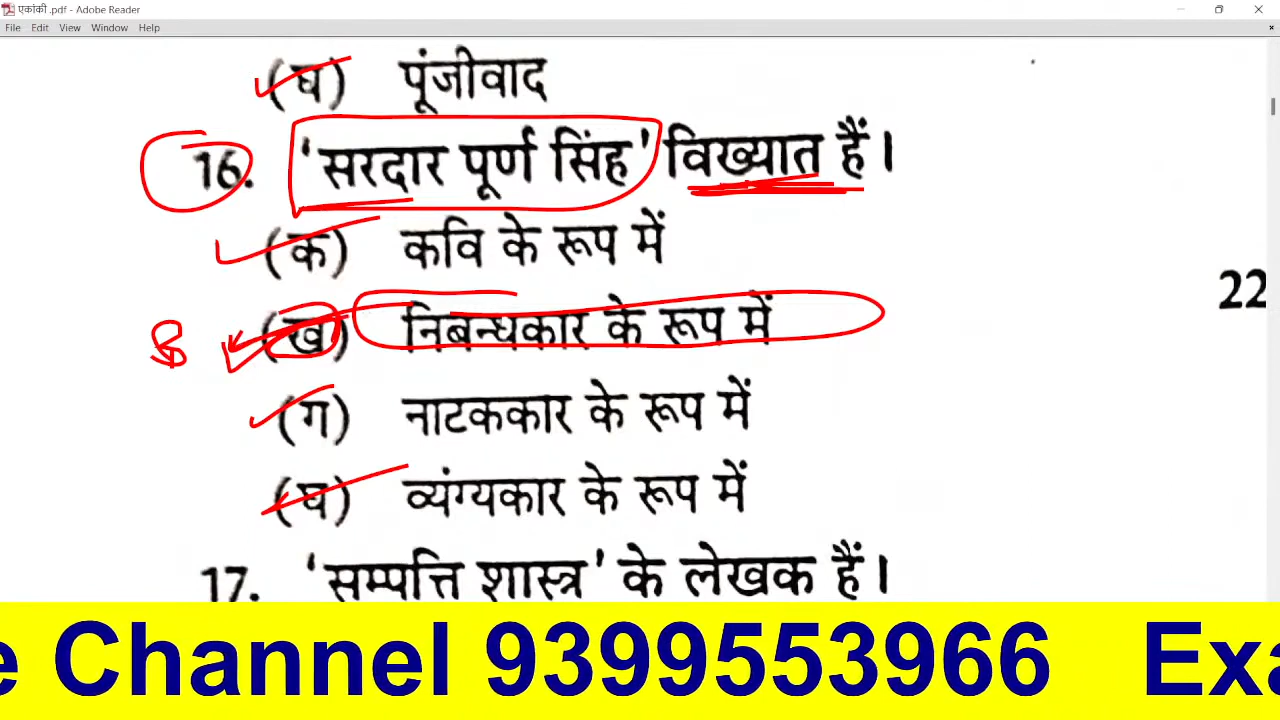 एकांकी .pdf - Adobe Reader
File Edit View Window Help
(घ) पूंजीवाद
16. 'सरदार पूर्ण सिंह' विख्यात हैं।
(क) कवि के रूप में
(ख) निबन्धकार के रूप में
22
(ग) नाटककार के रूप में
(घ) व्यंग्यकार के रूप में
17. 'सम्पत्ति शास्त्र' के लेखक हैं।
e Channel 9399553966 Exa